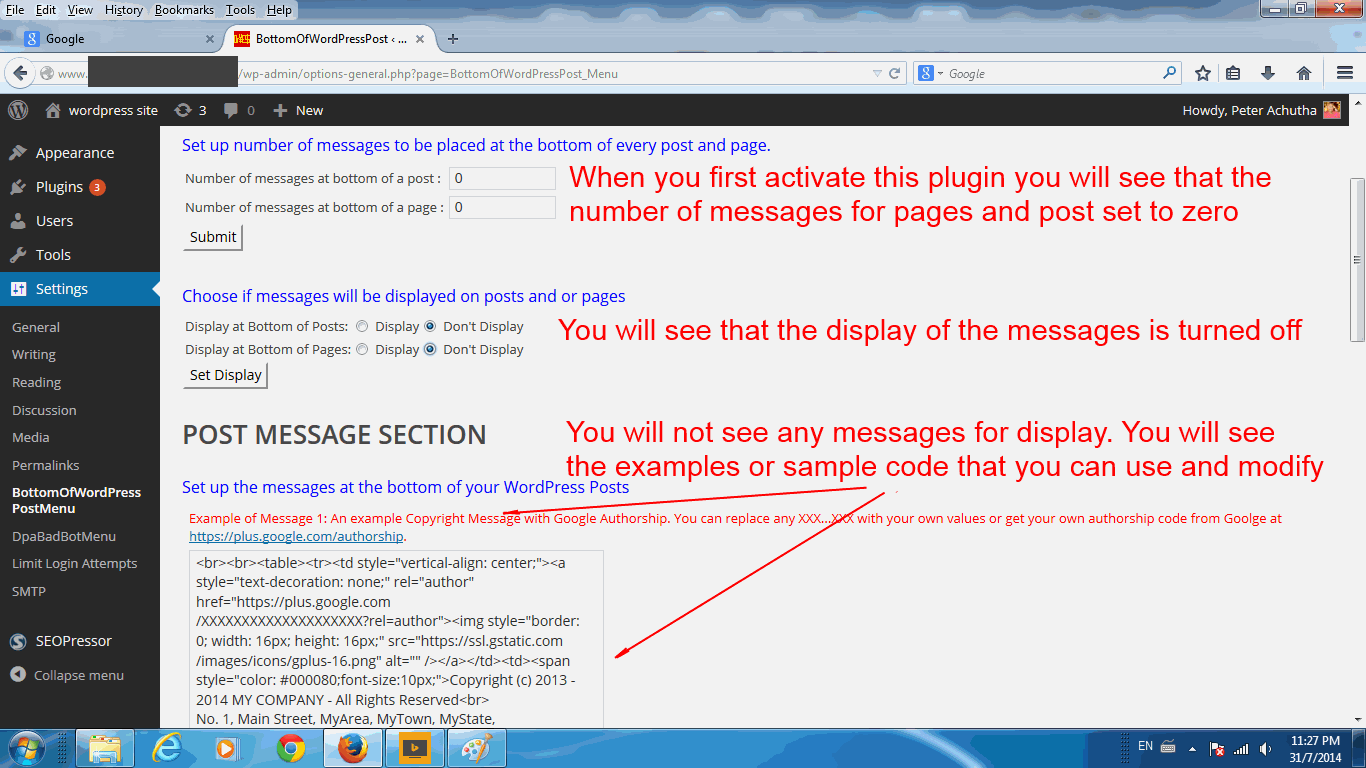 File Edit View History Bookmarks Tools Help
Google
BottomOfWordPressPost ‹ ...
www.
/wp-admin/options-general.php?page=BottomOfWordPressPost_Menu
Google
wordpress site 3 0 New
Howdy, Peter Achutha
Appearance
Plugins 3
Users
Tools
Settings
General
Writing
Reading
Discussion
Media
Permalinks
BottomOfWordPress
PostMenu
DpaBadBotMenu
Limit Login Attempts
SMTP
SEOPressor
Collapse menu
Set up number of messages to be placed at the bottom of every post and page.
Number of messages at bottom of a post : 0
Number of messages at bottom of a page : 0
Submit
When you first activate this plugin you will see that the
number of messages for pages and post set to zero
Choose if messages will be displayed on posts and or pages
Display at Bottom of Posts: Display Don't Display
Display at Bottom of Pages: Display Don't Display
Set Display
You will see that the display of the messages is turned off
POST MESSAGE SECTION
You will not see any messages for display. You will see
the examples or sample code that you can use and modify
Set up the messages at the bottom of your WordPress Posts
Example of Message 1: An example Copyright Message with Google Authorship. You can replace any XXX...XXX with your own values or get your own authorship code from Goolge at
https://plus.google.com/authorship.
<br><br><table><tr><td style="vertical-align: center;"><a
style="text-decoration: none;" rel="author"
href="https://plus.google.com
/XXXXXXXXXXXXXXXXXXXX?rel=author"><img style="border:
0; width: 16px; height: 16px;" src="https://ssl.gstatic.com
/images/icons/gplus-16.png" alt="" /></a></td><td><span
style="color: #000080;font-size:10px;">Copyright (c) 2013 -
2014 MY COMPANY - All Rights Reserved<br>
No. 1, Main Street, MyArea, MyTown, MyState,
EN
11:27 PM
31/7/2014